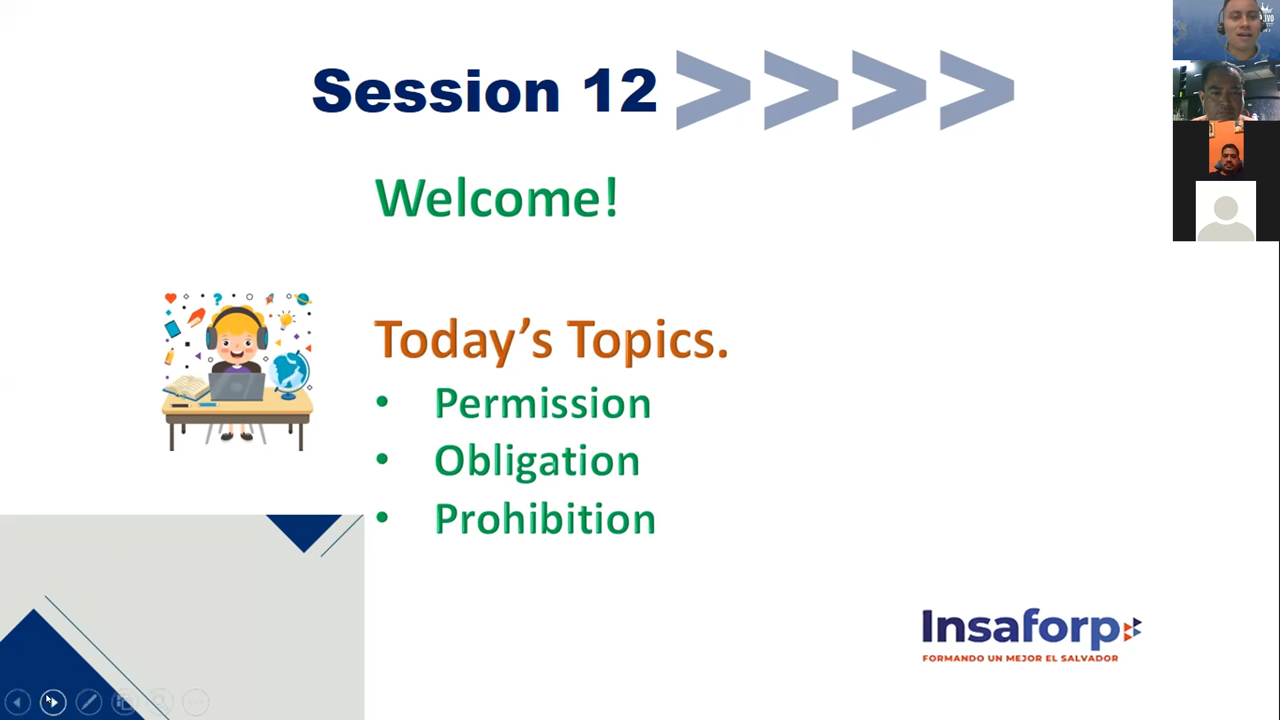 Session 12 >>>>
Welcome!
Today's Topics.
• Permission
• Obligation
• Prohibition
Insaforp
FORMANDO UN MEJOR EL SALVADOR